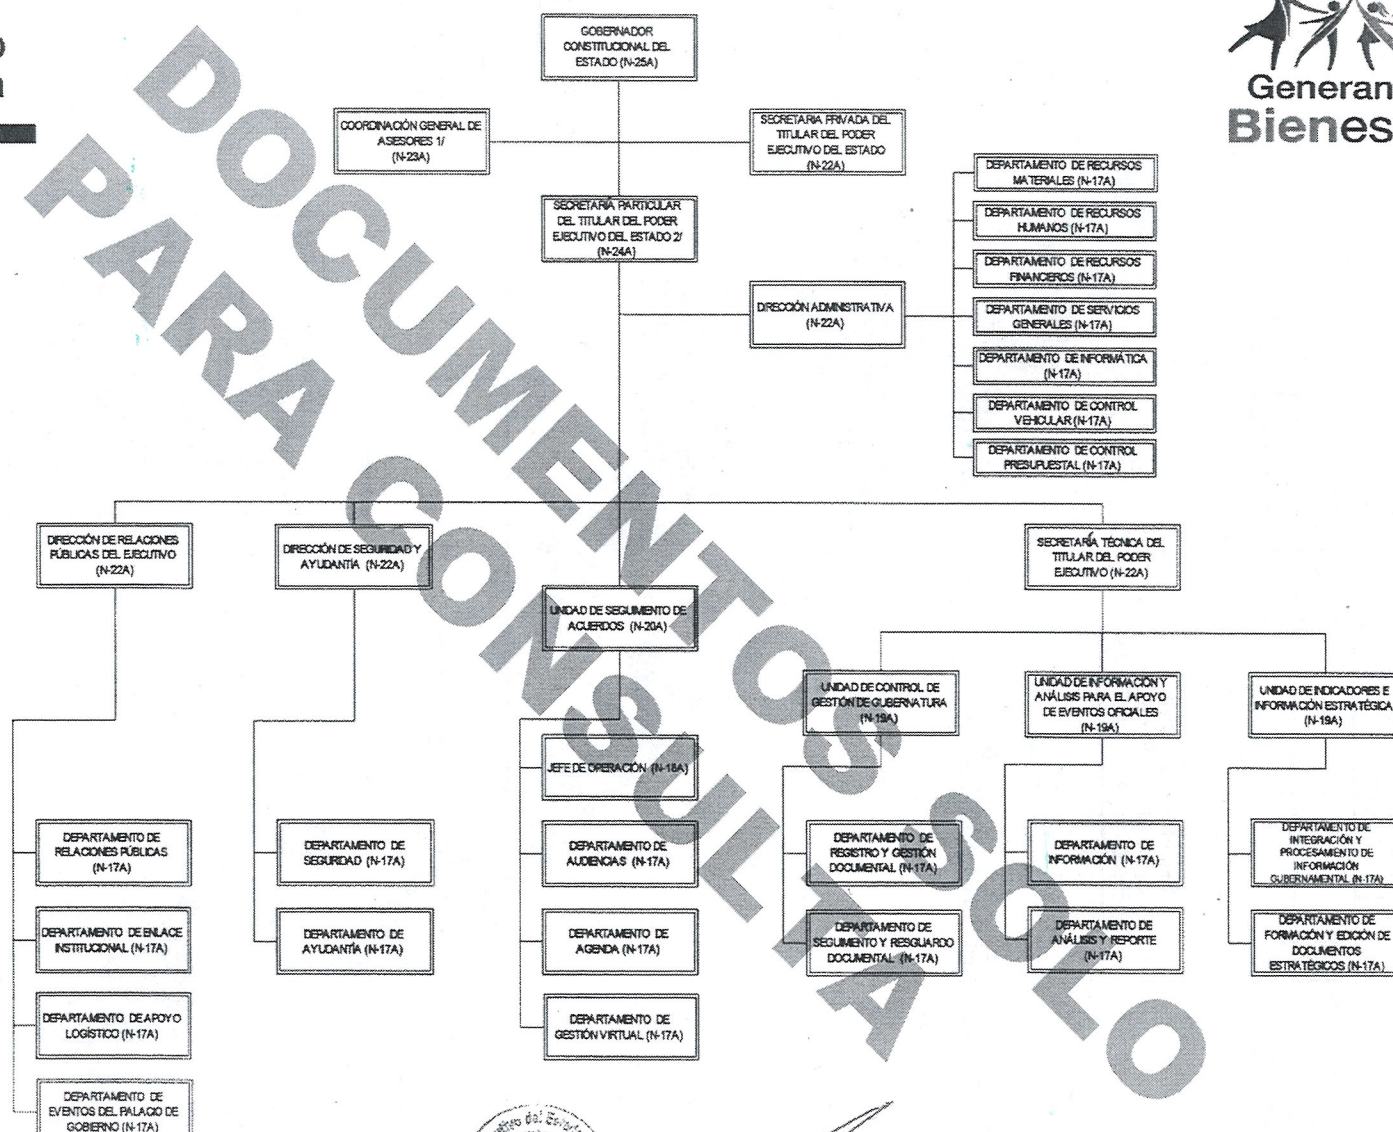 GOBERNADOR
CONSTITUCIONAL DEL
ESTADO (N-25A)
Generan
Bienes
COORDINACIÓN GENERAL DE
ASESORES 1/
(N-23A)
SECRETARIA PRIVADA DEL
TITULAR DEL PODER
EJECUTIVO DEL ESTADO
(N-22A)
SECRETARÍA PARTICULAR
DEL TITULAR DEL PODER
EJECUTIVO DEL ESTADO 2/
(N-24A)
DIRECCIÓN ADMINISTRATIVA
(N-22A)
DEPARTAMENTO DE RECURSOS
MATERIALES (N-17A)
DEPARTAMENTO DE RECURSOS
HUMANOS (N-17A)
DEPARTAMENTO DE RECURSOS
FINANCIEROS (N-17A)
DEPARTAMENTO DE SERVICIOS
GENERALES (N-17A)
DEPARTAMENTO DE INFORMÁTICA
(N-17A)
DEPARTAMENTO DE CONTROL
VEHICULAR (N-17A)
DEPARTAMENTO DE CONTROL
PRESUPUESTAL (N-17A)
DIRECCIÓN DE RELACIONES
PÚBLICAS DEL EJECUTIVO
(N-22A)
DIRECCIÓN DE SEGURIDAD Y
AYUDANTÍA (N-22A)
UNIDAD DE SEGUIMIENTO DE
ACUERDOS (N-20A)
SECRETARÍA TÉCNICA DEL
TITULAR DEL PODER
EJECUTIVO (N-22A)
UNIDAD DE CONTROL DE
GESTIÓN DE GUBERNATURA
(N-19A)
UNIDAD DE INFORMACIÓN Y
ANÁLISIS PARA EL APOYO
DE EVENTOS OFICIALES
(N-19A)
UNIDAD DE INDICADORES E
INFORMACIÓN ESTRATÉGICA
(N-19A)
DEPARTAMENTO DE
RELACIONES PÚBLICAS
(N-17A)
DEPARTAMENTO DE ENLACE
INSTITUCIONAL (N-17A)
DEPARTAMENTO DE APOYO
LOGÍSTICO (N-17A)
DEPARTAMENTO DE
EVENTOS DEL PALACIO DE
GOBIERNO (N-17A)
DEPARTAMENTO DE
SEGURIDAD (N-17A)
DEPARTAMENTO DE
AYUDANTÍA (N-17A)
JEFE DE OPERACIÓN (N-18A)
DEPARTAMENTO DE
AUDIENCIAS (N-17A)
DEPARTAMENTO DE
AGENDA (N-17A)
DEPARTAMENTO DE
GESTIÓN VIRTUAL (N-17A)
DEPARTAMENTO DE
REGISTRO Y GESTIÓN
DOCUMENTAL (N-17A)
DEPARTAMENTO DE
SEGUIMIENTO Y RESGUARDO
DOCUMENTAL (N-17A)
DEPARTAMENTO DE
INFORMACIÓN (N-17A)
DEPARTAMENTO DE
ANÁLISIS Y REPORTE
(N-17A)
DEPARTAMENTO DE
INTEGRACIÓN Y
PROCESAMIENTO DE
INFORMACIÓN
GUBERNAMENTAL (N-17A)
DEPARTAMENTO DE
FORMACIÓN Y EDICIÓN DE
DOCUMENTOS
ESTRATÉGICOS (N-17A)
DOCUMENTOS SOLO
PARA CONSULTA